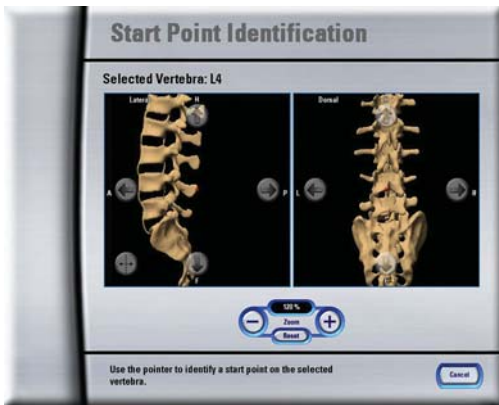 Start Point Identification
Selected Vertebra: L4
Lateral H
Dorsal
A P L R
F
120 %
Zoom
Reset
Use the pointer to identify a start point on the selected
vertebra.
Cancel